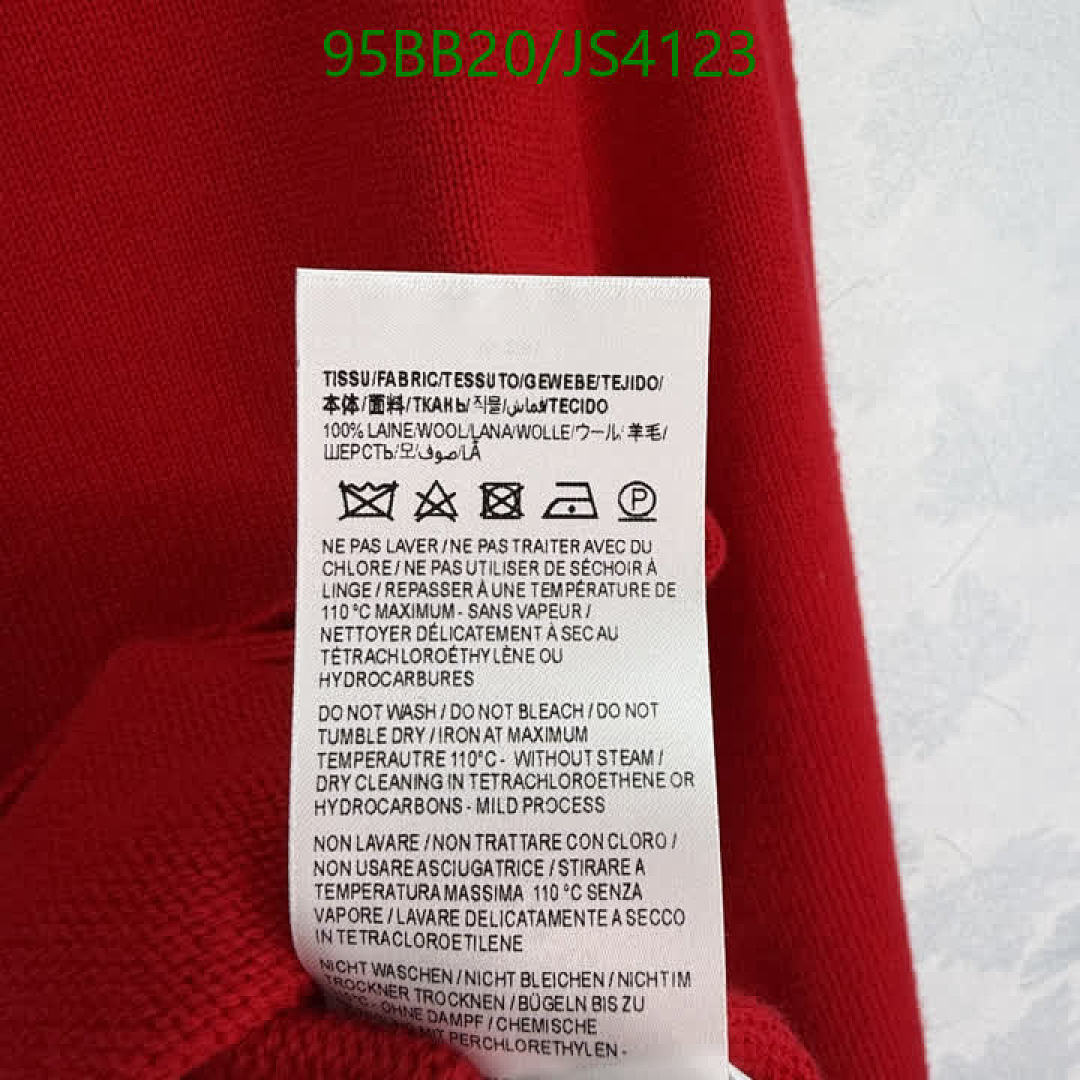 95BB20/JS4123
TISSU/FABRIC/TESSUTO/GEWEBE/TEJIDO/
本体/面料/ТКАНЬ/직물/قماش/TECIDO
100% LAINE/WOOL/LANA/WOLLE/ウール/羊毛/
ШЕРСТЬ/모/صوف/LÃ
P
NE PAS LAVER / NE PAS TRAITER AVEC DU
CHLORE / NE PAS UTILISER DE SÉCHOIR À
LINGE / REPASSER À UNE TEMPÉRATURE DE
110 °C MAXIMUM - SANS VAPEUR /
NETTOYER DÉLICATEMENT À SEC AU
TÉTRACHLOROÉTHYLÈNE OU
HYDROCARBURES
DO NOT WASH / DO NOT BLEACH / DO NOT
TUMBLE DRY / IRON AT MAXIMUM
TEMPERAUTRE 110°C - WITHOUT STEAM /
DRY CLEANING IN TETRACHLOROETHENE OR
HYDROCARBONS - MILD PROCESS
NON LAVARE / NON TRATTARE CON CLORO /
NON USARE ASCIUGATRICE / STIRARE A
TEMPERATURA MASSIMA 110 °C SENZA
VAPORE / LAVARE DELICATAMENTE A SECCO
IN TETRACLOROETILENE
NICHT WASCHEN / NICHT BLEICHEN / NICHT IM
TROCKNER TROCKNEN / BÜGELN BIS ZU
°C - OHNE DAMPF / CHEMISCHE
MIT PERCHLORETHYLEN -